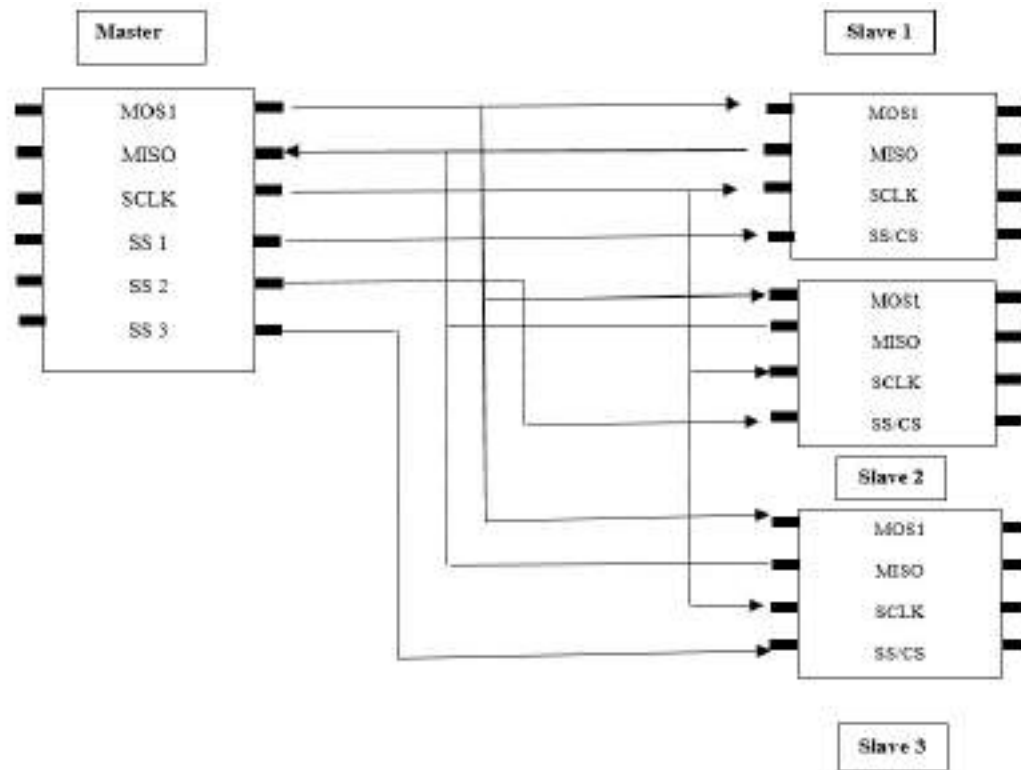 Master
MOS1
MISO
SCLK
SS 1
SS 2
SS 3
Slave 1
MOS1
MISO
SCLK
SS/CS
MOS1
MISO
SCLK
SS/CS
Slave 2
MOS1
MISO
SCLK
SS/CS
Slave 3